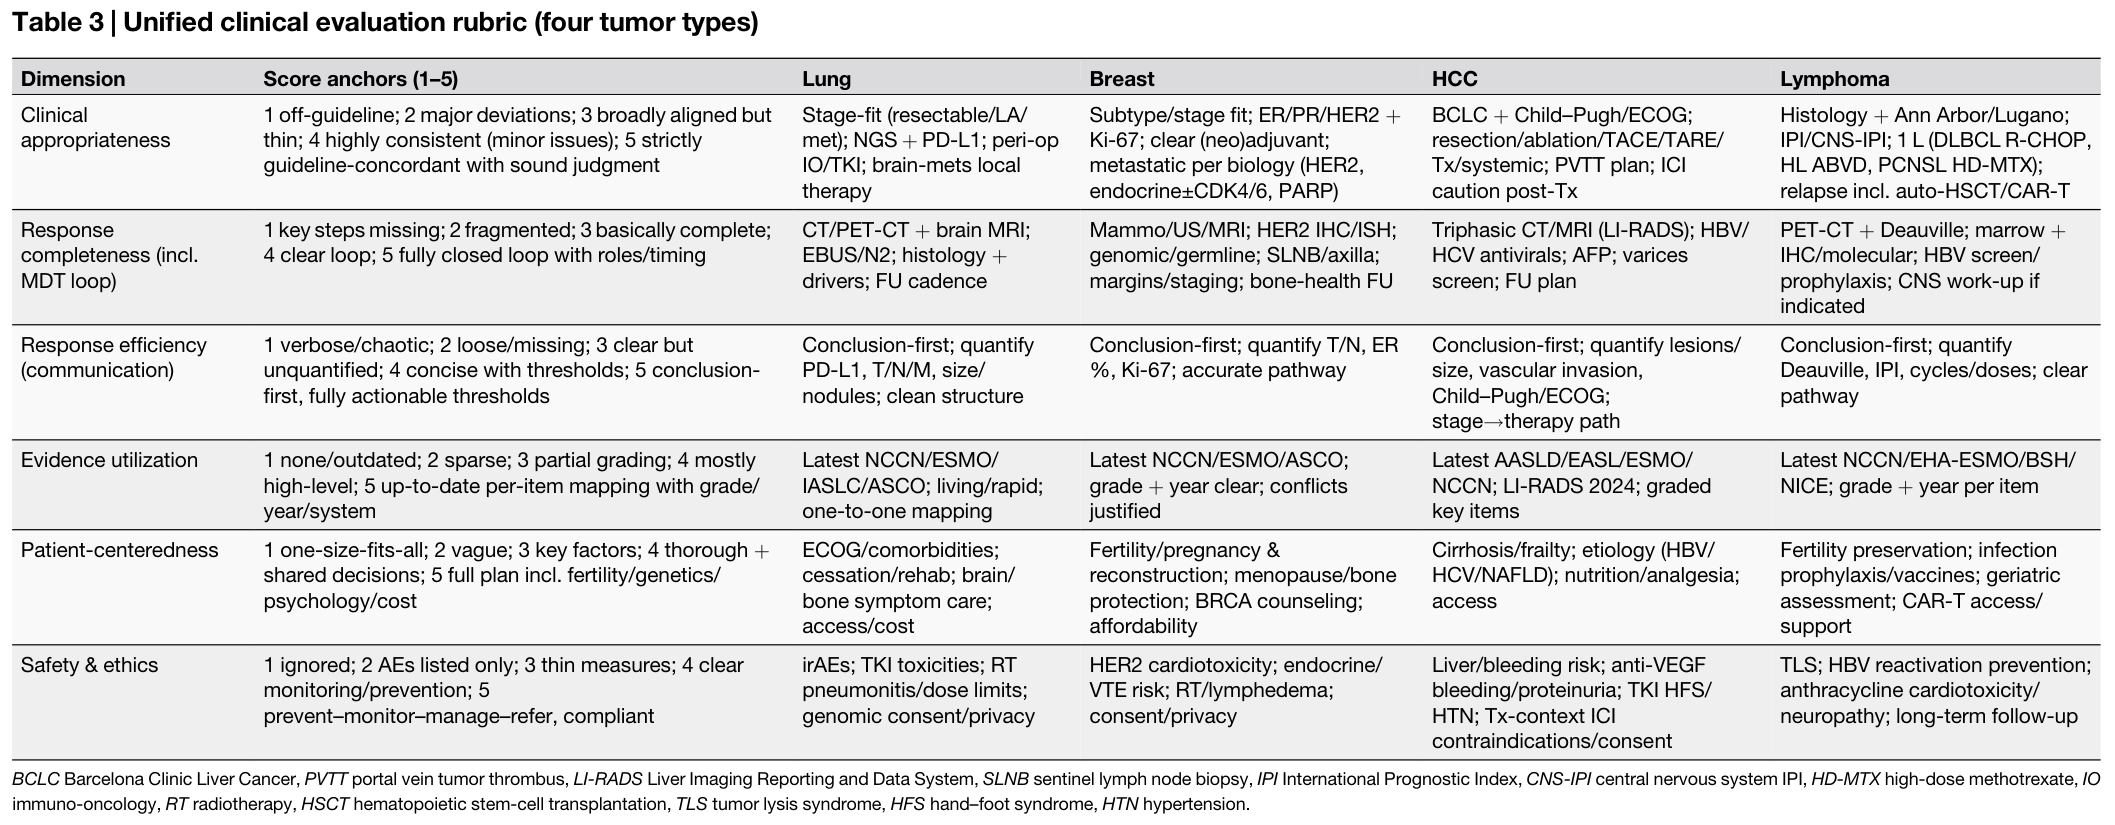 Table 3 | Unified clinical evaluation rubric (four tumor types)
Dimension
Score anchors (1–5)
Lung
Breast
HCC
Lymphoma
Clinical
appropriateness
1 off-guideline; 2 major deviations; 3 broadly aligned but
thin; 4 highly consistent (minor issues); 5 strictly
guideline-concordant with sound judgment
Stage-fit (resectable/LA/
met); NGS + PD-L1; peri-op
IO/TKI; brain-mets local
therapy
Subtype/stage fit; ER/PR/HER2 +
Ki-67; clear (neo)adjuvant;
metastatic per biology (HER2,
endocrine±CDK4/6, PARP)
BCLC + Child–Pugh/ECOG;
resection/ablation/TACE/TARE/
Tx/systemic; PVTT plan; ICI
caution post-Tx
Histology + Ann Arbor/Lugano;
IPI/CNS-IPI; 1 L (DLBCL R-CHOP,
HL ABVD, PCNSL HD-MTX);
relapse incl. auto-HSCT/CAR-T
Response
completeness (incl.
MDT loop)
1 key steps missing; 2 fragmented; 3 basically complete;
4 clear loop; 5 fully closed loop with roles/timing
CT/PET-CT + brain MRI;
EBUS/N2; histology +
drivers; FU cadence
Mammo/US/MRI; HER2 IHC/ISH;
genomic/germline; SLNB/axilla;
margins/staging; bone-health FU
Triphasic CT/MRI (LI-RADS); HBV/
HCV antivirals; AFP; varices
screen; FU plan
PET-CT + Deauville; marrow +
IHC/molecular; HBV screen/
prophylaxis; CNS work-up if
indicated
Response efficiency
(communication)
1 verbose/chaotic; 2 loose/missing; 3 clear but
unquantified; 4 concise with thresholds; 5 conclusion-
first, fully actionable thresholds
Conclusion-first; quantify
PD-L1, T/N/M, size/
nodules; clean structure
Conclusion-first; quantify T/N, ER
%, Ki-67; accurate pathway
Conclusion-first; quantify lesions/
size, vascular invasion,
Child–Pugh/ECOG;
stage→therapy path
Conclusion-first; quantify
Deauville, IPI, cycles/doses; clear
pathway
Evidence utilization
1 none/outdated; 2 sparse; 3 partial grading; 4 mostly
high-level; 5 up-to-date per-item mapping with grade/
year/system
Latest NCCN/ESMO/
IASLC/ASCO; living/rapid;
one-to-one mapping
Latest NCCN/ESMO/ASCO;
grade + year clear; conflicts
justified
Latest AASLD/EASL/ESMO/
NCCN; LI-RADS 2024; graded
key items
Latest NCCN/EHA-ESMO/BSH/
NICE; grade + year per item
Patient-centeredness
1 one-size-fits-all; 2 vague; 3 key factors; 4 thorough +
shared decisions; 5 full plan incl. fertility/genetics/
psychology/cost
ECOG/comorbidities;
cessation/rehab; brain/
bone symptom care;
access/cost
Fertility/pregnancy &
reconstruction; menopause/bone
protection; BRCA counseling;
affordability
Cirrhosis/frailty; etiology (HBV/
HCV/NAFLD); nutrition/analgesia;
access
Fertility preservation; infection
prophylaxis/vaccines; geriatric
assessment; CAR-T access/
support
Safety & ethics
1 ignored; 2 AEs listed only; 3 thin measures; 4 clear
monitoring/prevention; 5
prevent–monitor–manage–refer, compliant
irAEs; TKI toxicities; RT
pneumonitis/dose limits;
genomic consent/privacy
HER2 cardiotoxicity; endocrine/
VTE risk; RT/lymphedema;
consent/privacy
Liver/bleeding risk; anti-VEGF
bleeding/proteinuria; TKI HFS/
HTN; Tx-context ICI
contraindications/consent
TLS; HBV reactivation prevention;
anthracycline cardiotoxicity/
neuropathy; long-term follow-up
BCLC Barcelona Clinic Liver Cancer, PVTT portal vein tumor thrombus, LI-RADS Liver Imaging Reporting and Data System, SLNB sentinel lymph node biopsy, IPI International Prognostic Index, CNS-IPI central nervous system IPI, HD-MTX high-dose methotrexate, IO
immuno-oncology, RT radiotherapy, HSCT hematopoietic stem-cell transplantation, TLS tumor lysis syndrome, HFS hand–foot syndrome, HTN hypertension.